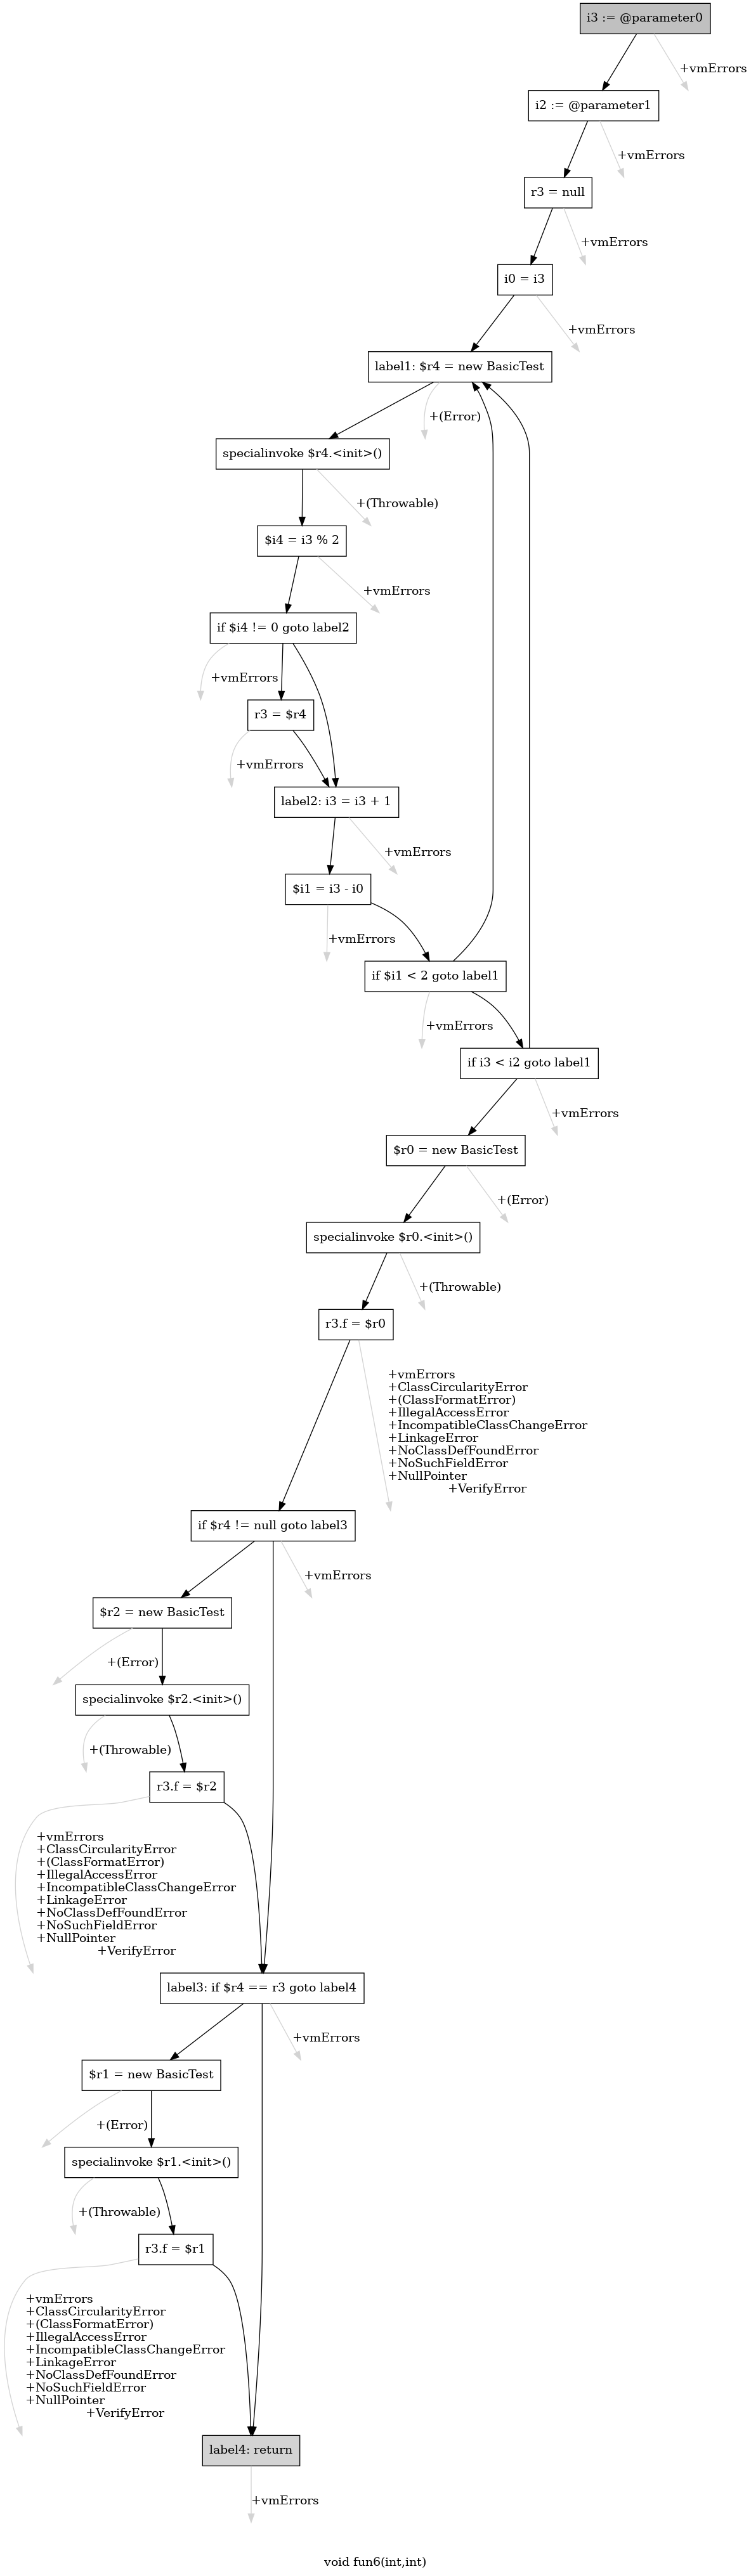 i3 := @parameter0
+vmErrors
i2 := @parameter1
+vmErrors
r3 = null
+vmErrors
i0 = i3
+vmErrors
label1: $r4 = new BasicTest
+(Error)
specialinvoke $r4.<init>()
+(Throwable)
$i4 = i3 % 2
+vmErrors
if $i4 != 0 goto label2
+vmErrors
r3 = $r4
+vmErrors
label2: i3 = i3 + 1
+vmErrors
$i1 = i3 - i0
+vmErrors
if $i1 < 2 goto label1
+vmErrors
if i3 < i2 goto label1
+vmErrors
$r0 = new BasicTest
+(Error)
specialinvoke $r0.<init>()
+(Throwable)
r3.f = $r0
+vmErrors
+ClassCircularityError
+(ClassFormatError)
+IllegalAccessError
+IncompatibleClassChangeError
+LinkageError
+NoClassDefFoundError
+NoSuchFieldError
+NullPointer
+VerifyError
if $r4 != null goto label3
+vmErrors
$r2 = new BasicTest
+(Error)
specialinvoke $r2.<init>()
+(Throwable)
r3.f = $r2
+vmErrors
+ClassCircularityError
+(ClassFormatError)
+IllegalAccessError
+IncompatibleClassChangeError
+LinkageError
+NoClassDefFoundError
+NoSuchFieldError
+NullPointer
+VerifyError
label3: if $r4 == r3 goto label4
+vmErrors
$r1 = new BasicTest
+(Error)
specialinvoke $r1.<init>()
+(Throwable)
r3.f = $r1
+vmErrors
+ClassCircularityError
+(ClassFormatError)
+IllegalAccessError
+IncompatibleClassChangeError
+LinkageError
+NoClassDefFoundError
+NoSuchFieldError
+NullPointer
+VerifyError
label4: return
+vmErrors
void fun6(int,int)